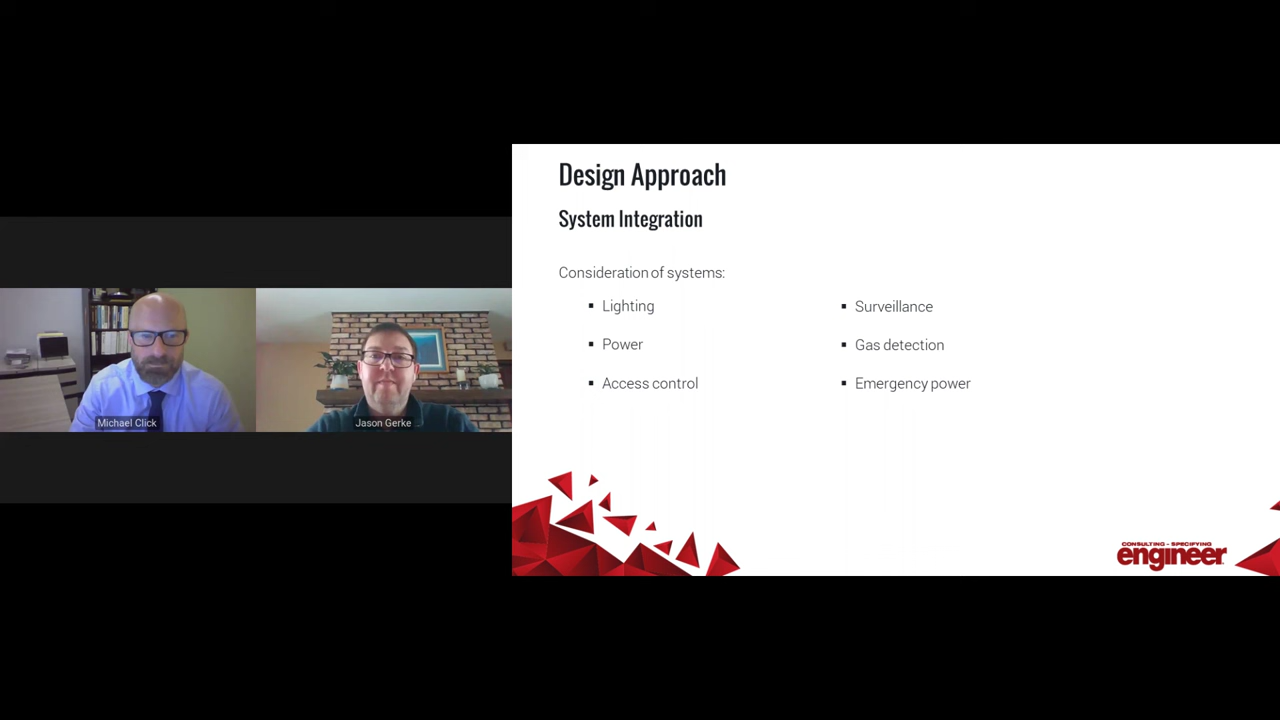 Design Approach
System Integration
Consideration of systems:
▪ Lighting
▪ Power
▪ Access control
▪ Surveillance
▪ Gas detection
▪ Emergency power
Michael Click
Jason Gerke
CONSULTING - SPECIFYING
engineer